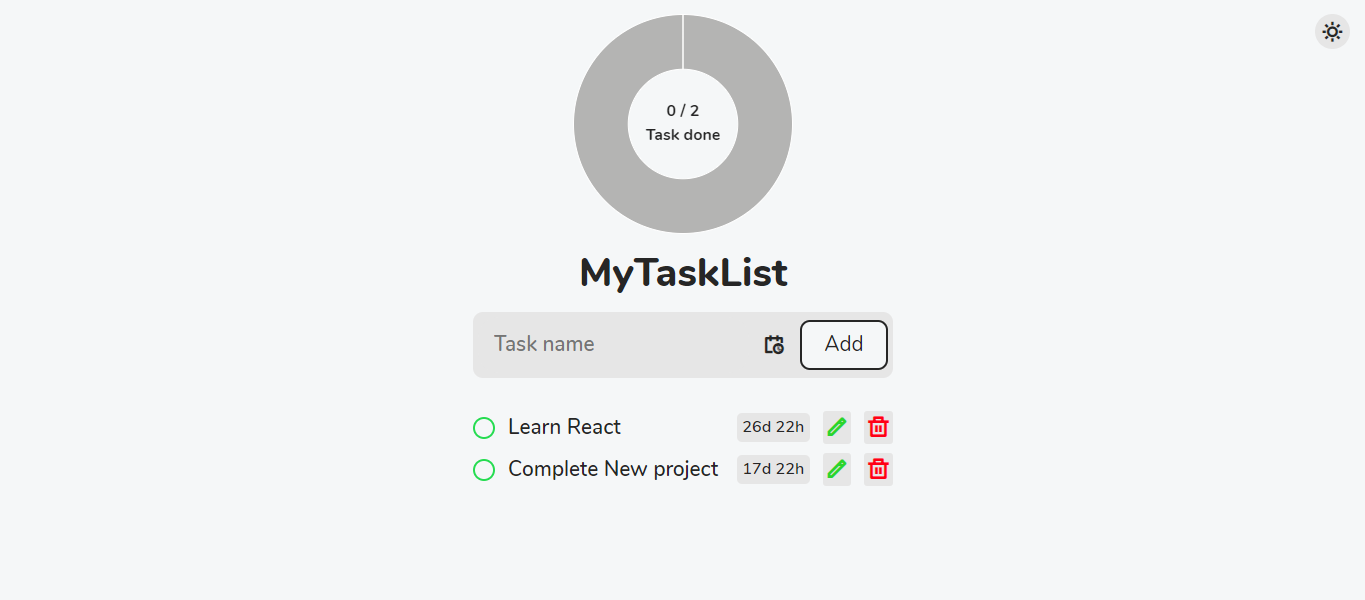 0 / 2
Task done
MyTaskList
Task name
Add
Learn React
26d 22h
Complete New project
17d 22h